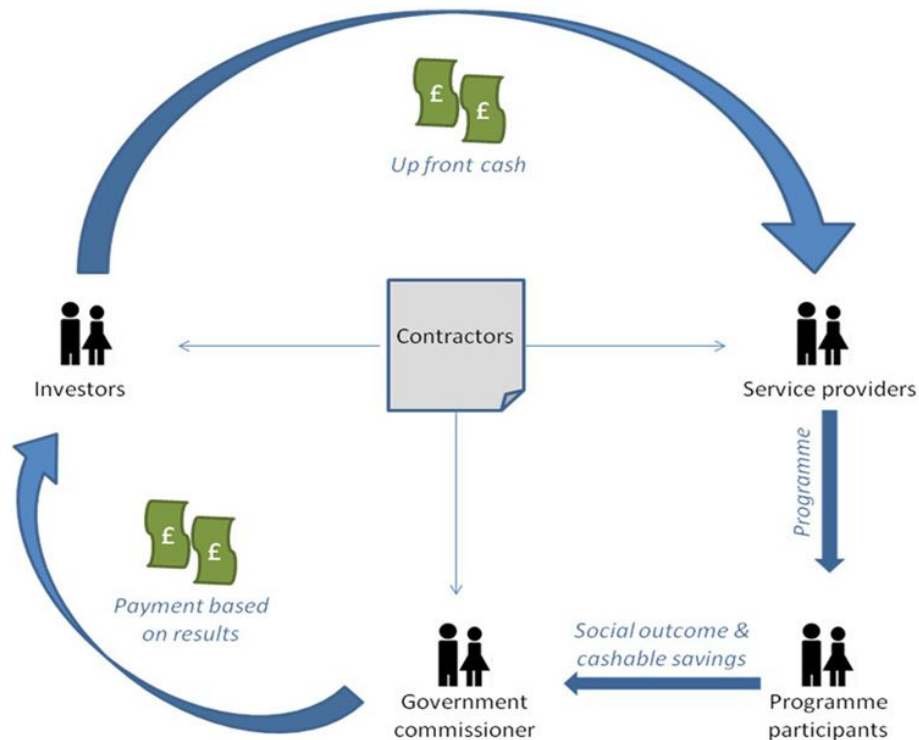 £
£
Up front cash
Contractors
Investors
Service providers
Programme
£
£
Payment based
on results
Social outcome &
cashable savings
Government
commissioner
Programme
participants